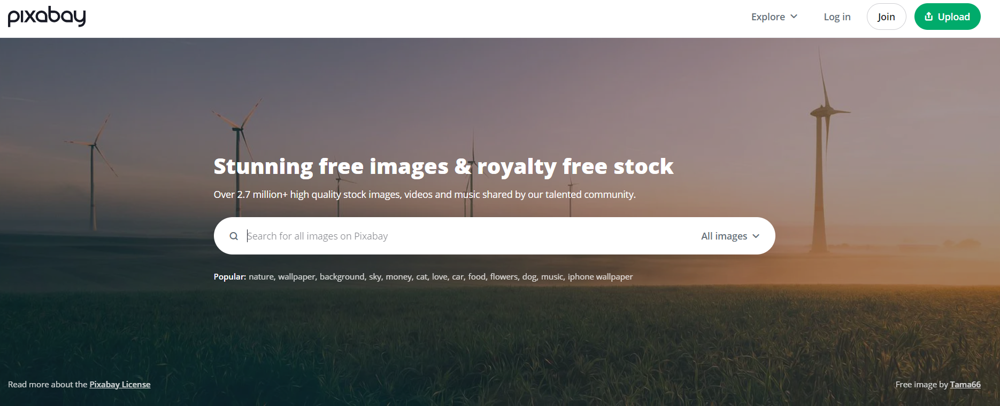 pixabay
Explore
Log in
Join
Upload
Stunning free images & royalty free stock
Over 2.7 million+ high quality stock images, videos and music shared by our talented community.
Search for all images on Pixabay
All images
Popular: nature, wallpaper, background, sky, money, cat, love, car, food, flowers, dog, music, iphone wallpaper
Read more about the Pixabay License
Free image by Tama66